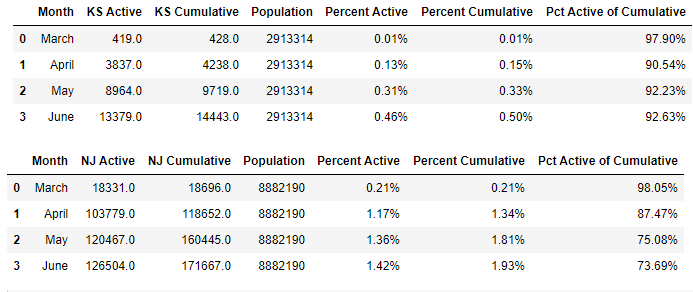 Month KS Active KS Cumulative Population Percent Active Percent Cumulative Pct Active of Cumulative
0 March 419.0 428.0 2913314 0.01% 0.01% 97.90%
1 April 3837.0 4238.0 2913314 0.13% 0.15% 90.54%
2 May 8964.0 9719.0 2913314 0.31% 0.33% 92.23%
3 June 13379.0 14443.0 2913314 0.46% 0.50% 92.63%
Month NJ Active NJ Cumulative Population Percent Active Percent Cumulative Pct Active of Cumulative
0 March 18331.0 18696.0 8882190 0.21% 0.21% 98.05%
1 April 103779.0 118652.0 8882190 1.17% 1.34% 87.47%
2 May 120467.0 160445.0 8882190 1.36% 1.81% 75.08%
3 June 126504.0 171667.0 8882190 1.42% 1.93% 73.69%